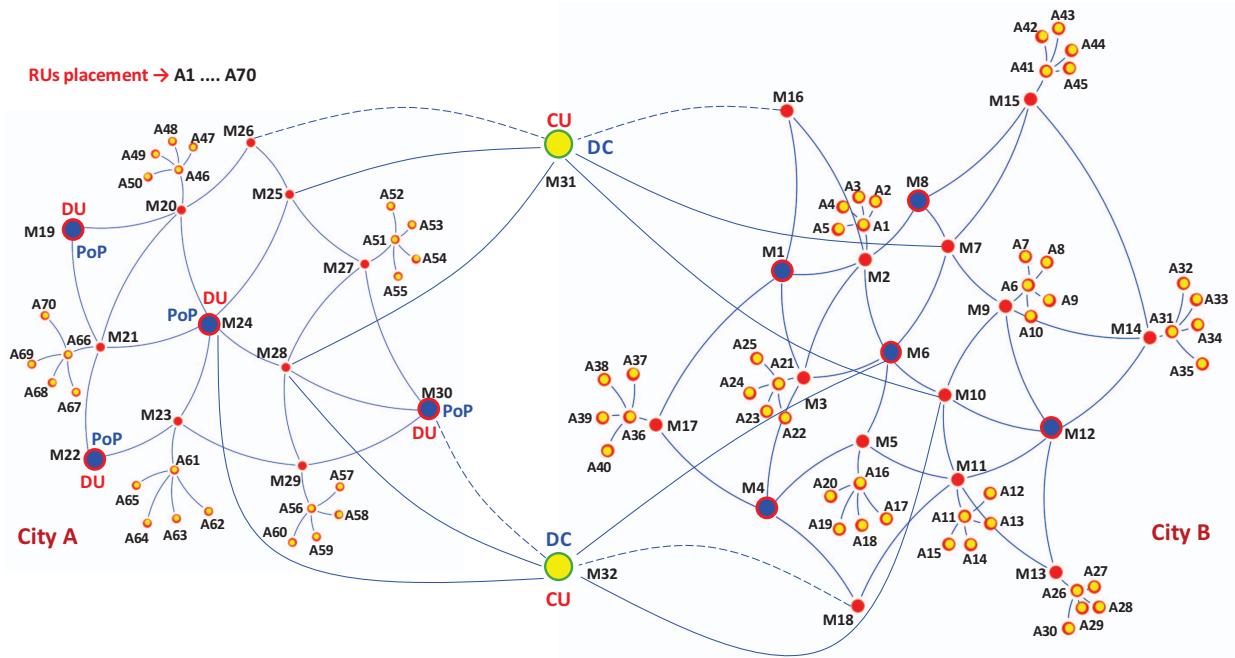 RUs placement → A1 .... A70
A42
A43
A44
A41
A45
M15
M16
CU
DC
M31
M26
A48
A47
A49
A46
A50
M25
M20
DU
M19
PoP
A52
A53
A51
A54
A55
M27
A3
A2
A4
A1
A5
M8
M7
M2
M1
A7
A8
A6
A9
A10
M9
A32
A33
A31
A34
A35
M14
A70
A66
M21
A69
A68
A67
DU
PoP
M24
M28
M30
PoP
DU
M23
PoP
M22
DU
A61
A65
A64
A63
A62
M29
A57
A56
A58
A60
A59
City A
A38
A37
A39
A36
A40
M17
A25
A21
A24
A23
A22
M3
M6
M10
M12
M5
M4
A16
A20
A17
A19
A18
M11
A12
A11
A13
A15
A14
City B
M13
A27
A26
A28
A29
A30
DC
M32
CU
M18